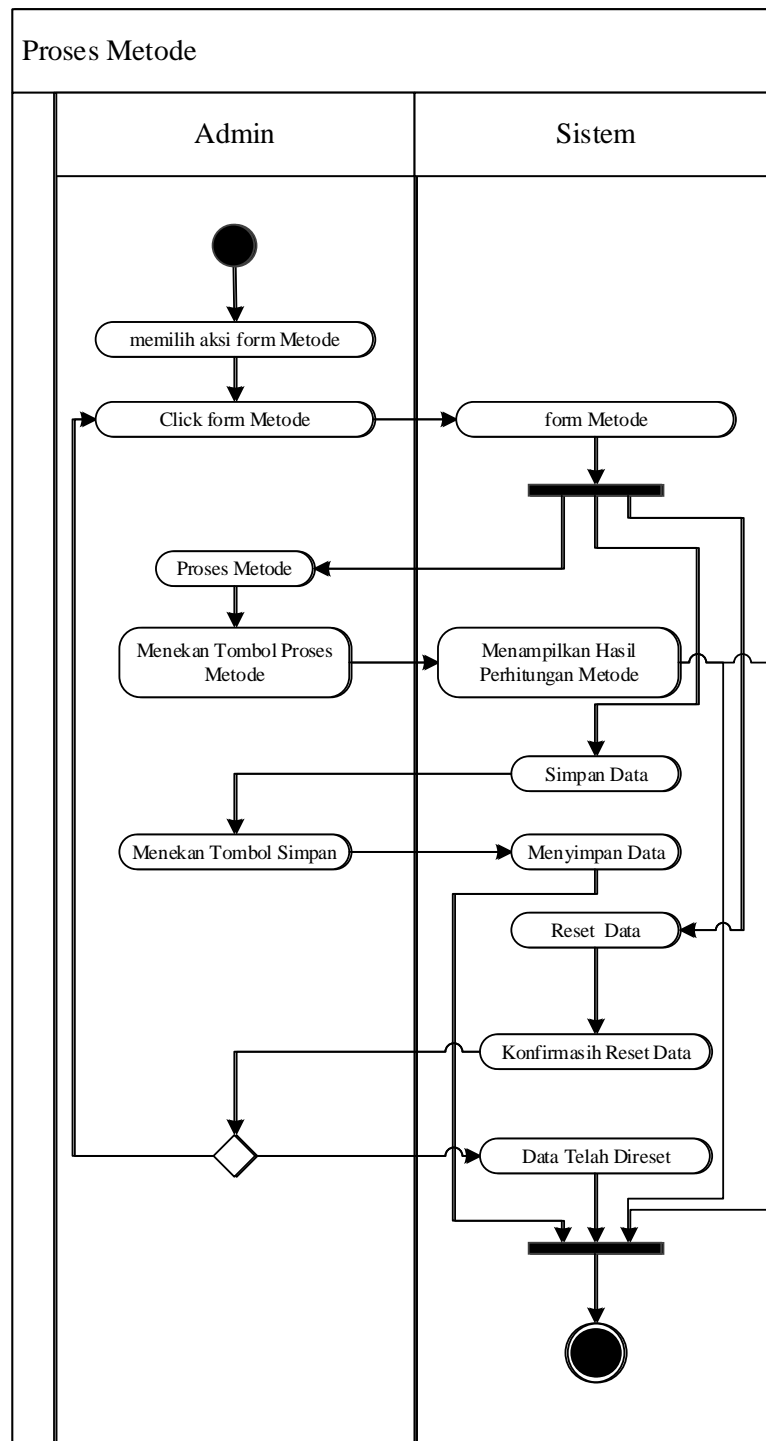 Proses Metode
Admin
Sistem
memilih aksi form Metode
Click form Metode
form Metode
Proses Metode
Menekan Tombol Proses
Metode
Menampilkan Hasil
Perhitungan Metode
Simpan Data
Menekan Tombol Simpan
Menyimpan Data
Reset Data
Konfirmasih Reset Data
Data Telah Direset